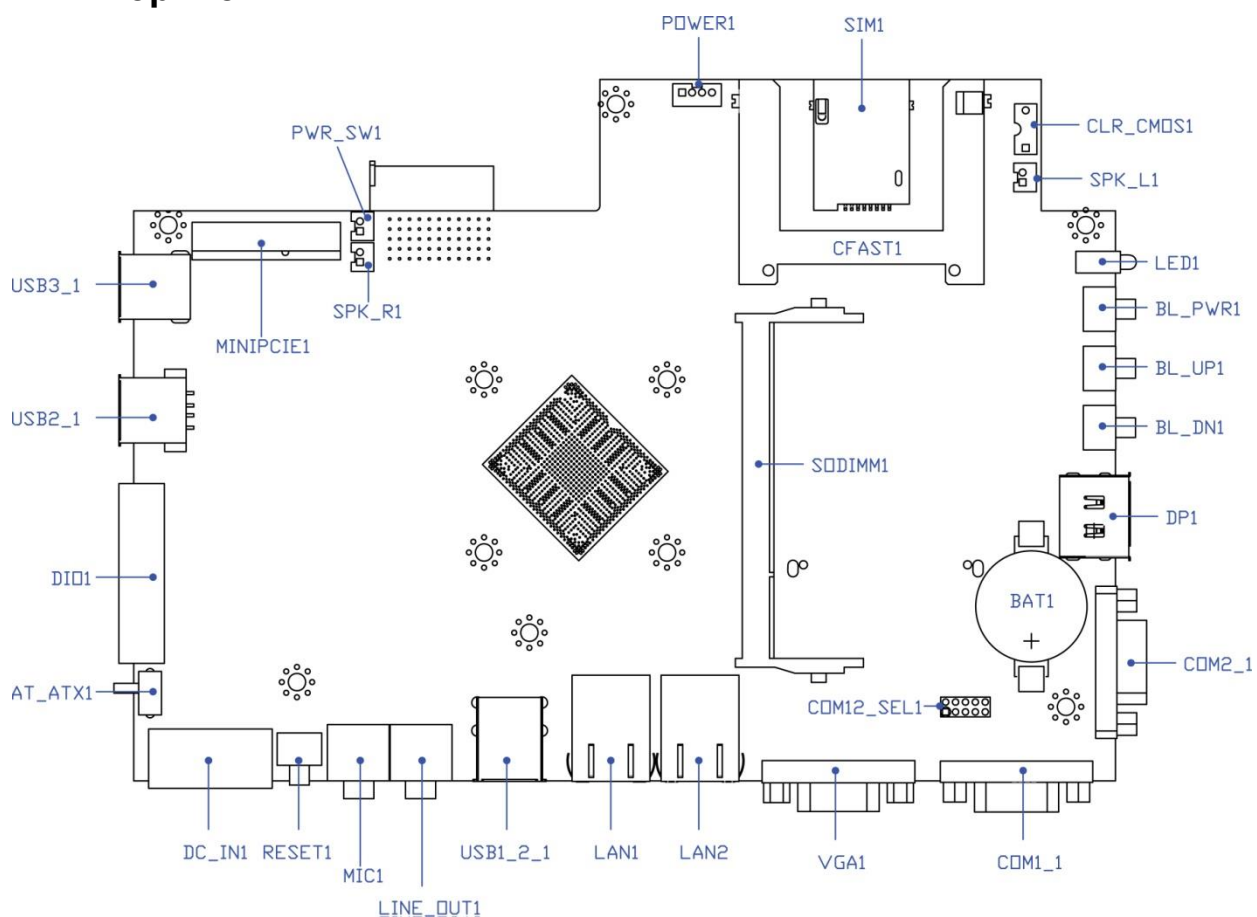 POWER1
SIM1
PWR_SW1
CLR_CMOS1
SPK_L1
CFAST1
LED1
USB3_1
SPK_R1
BL_PWR1
MINIPCIE1
BL_UP1
USB2_1
BL_DN1
SODIMM1
DP1
DIO1
BAT1
+
COM2_1
AT_ATX1
COM12_SEL1
DC_IN1
RESET1
USB1_2_1
LAN1
LAN2
VGA1
COM1_1
MIC1
LINE_OUT1